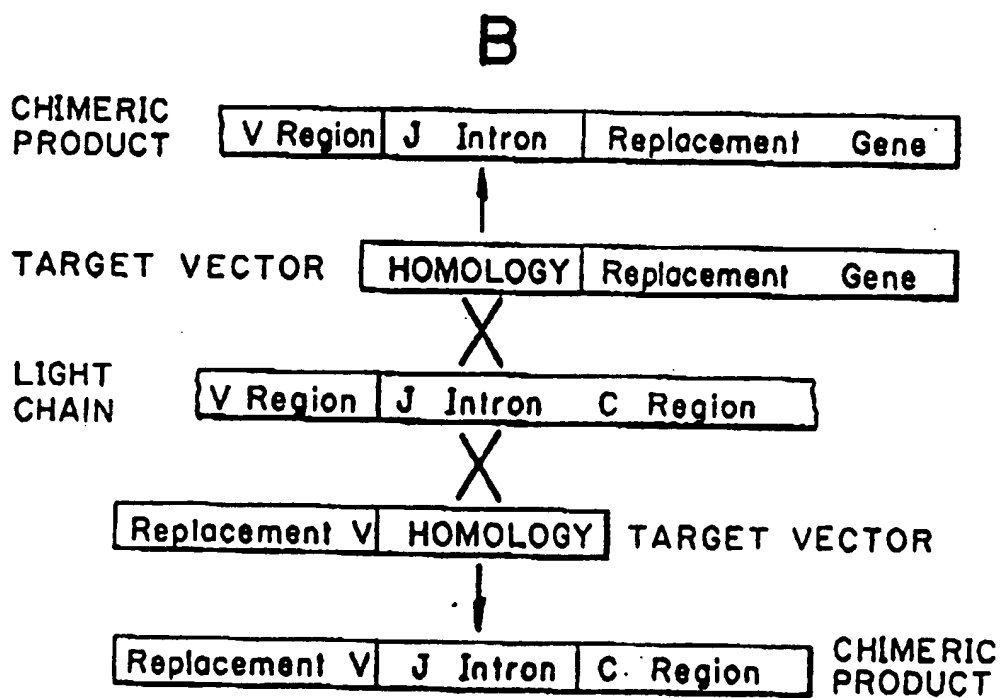 B
CHIMERIC
PRODUCT
V Region J Intron Replacement Gene
TARGET VECTOR
HOMOLOGY Replacement Gene
LIGHT
CHAIN
V Region J Intron C Region
Replacement V HOMOLOGY
TARGET VECTOR
Replacement V J Intron C. Region
CHIMERIC
PRODUCT